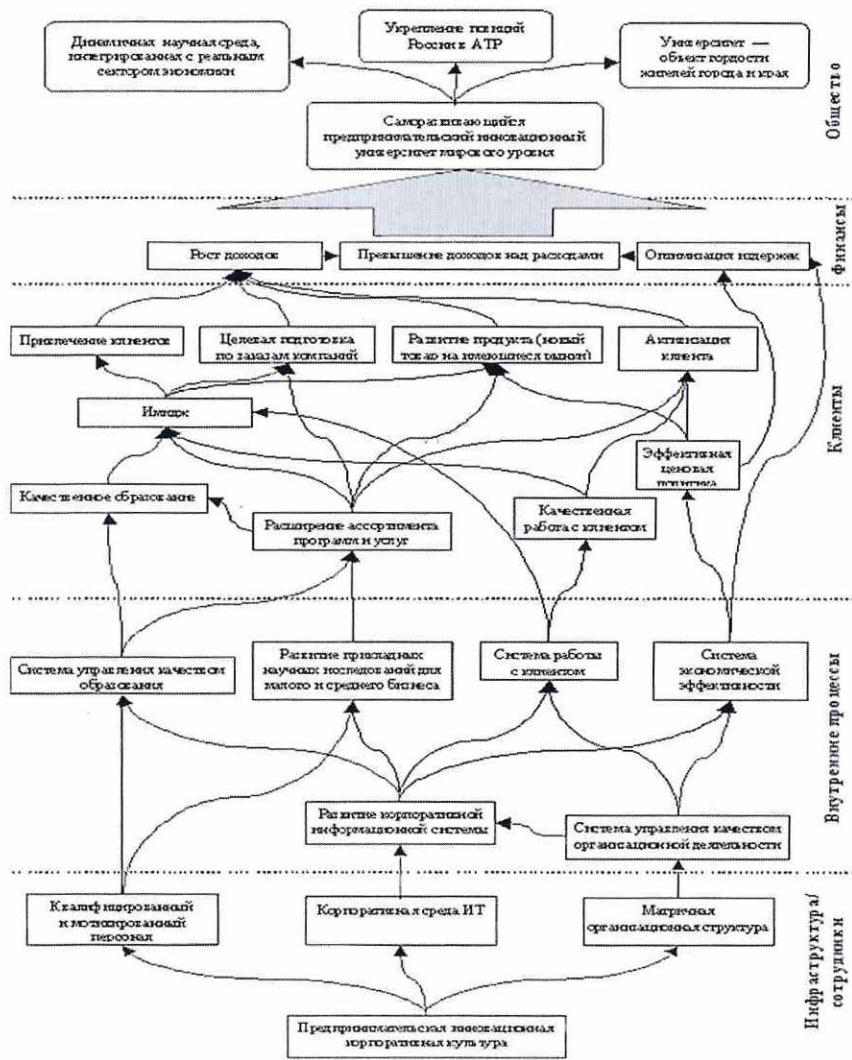 Динамичная научная среда,
интегрированных с реальным
сектором экономики
Укрепление позиций
России в АТР
Университет —
объект гордости
жителей города и края
Общество
Саморазвивающийся
предпринимательский инновационный
университет мирового уровня
Финансы
Рост доходов
Превышение доходов над расходами
Оптимизация издержек
Привлечение клиентов
Целевая подготовка
по заказам компаний
Развитие продукта (новый
товар на имеющиеся рынки)
Активизация
клиента
Клиенты
Имидж
Эффективная
ценовая
политика
Качественное образование
Расширение ассортимента
программ и услуг
Качественная
работа с клиентом
Внутренние процессы
Система управления качеством
образования
Развитие прикладных
научных исследований для
малого и среднего бизнеса
Система работы
с клиентом
Система
экономической
эффективности
Развитие корпоративной
информационной системы
Система управления качеством
организационной деятельности
Инфраструктура/
сотрудники
Квалифицированный
и мотивированный
персонал
Корпоративная среда ИТ
Матричная
организационная структура
Предпринимательская инновационная
корпоративная культура